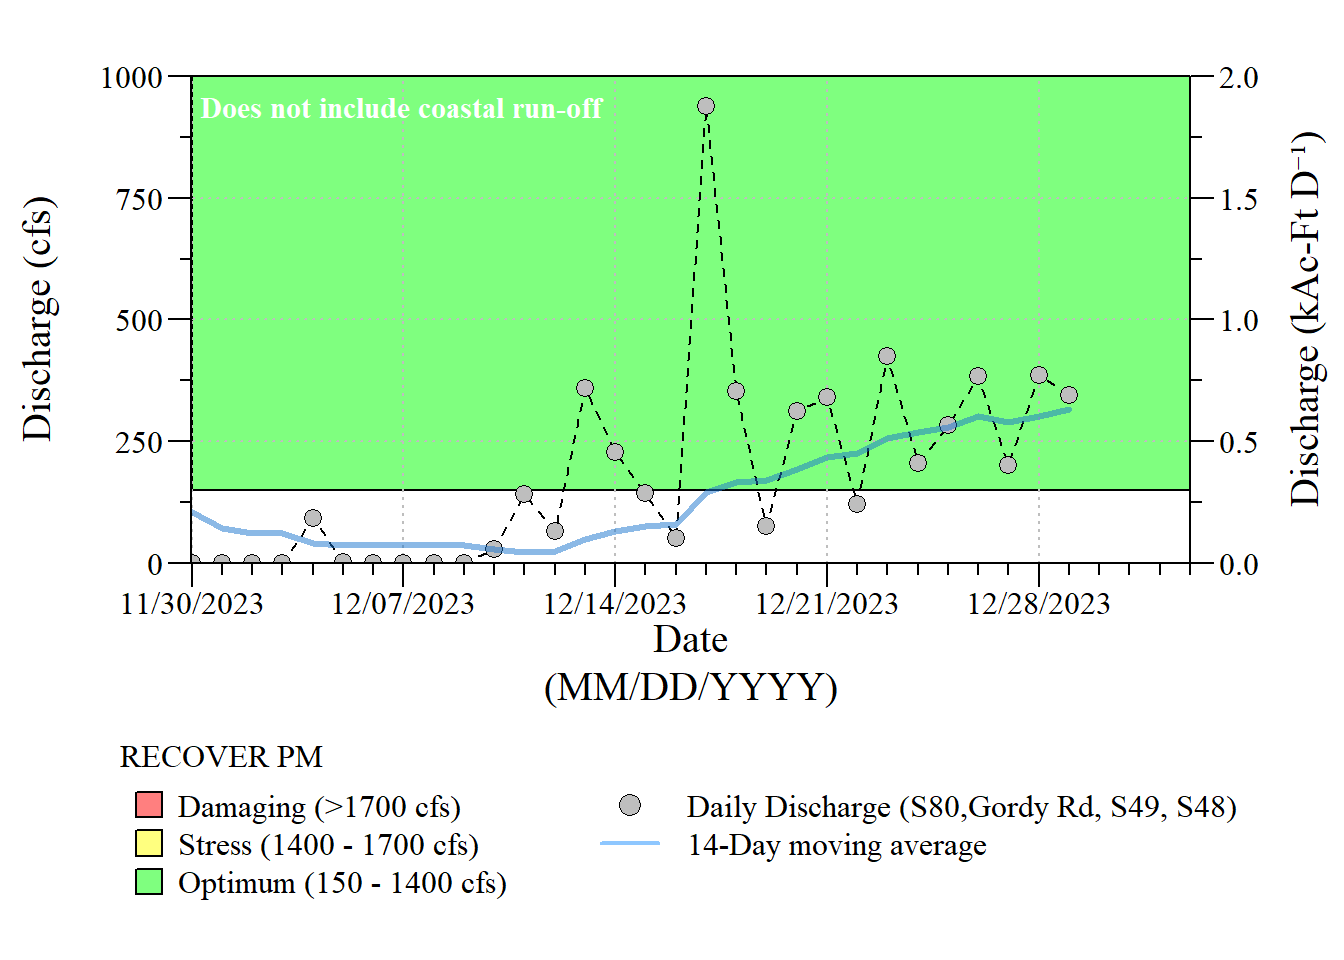 Does not include coastal run-off
1000
750
500
250
0
2.0
1.5
1.0
0.5
0.0
Discharge (cfs)
Discharge (kAc-Ft D⁻¹)
11/30/2023
12/07/2023
12/14/2023
12/21/2023
12/28/2023
Date
(MM/DD/YYYY)
RECOVER PM
Damaging (>1700 cfs)
Stress (1400 - 1700 cfs)
Optimum (150 - 1400 cfs)
Daily Discharge (S80,Gordy Rd, S49, S48)
14-Day moving average